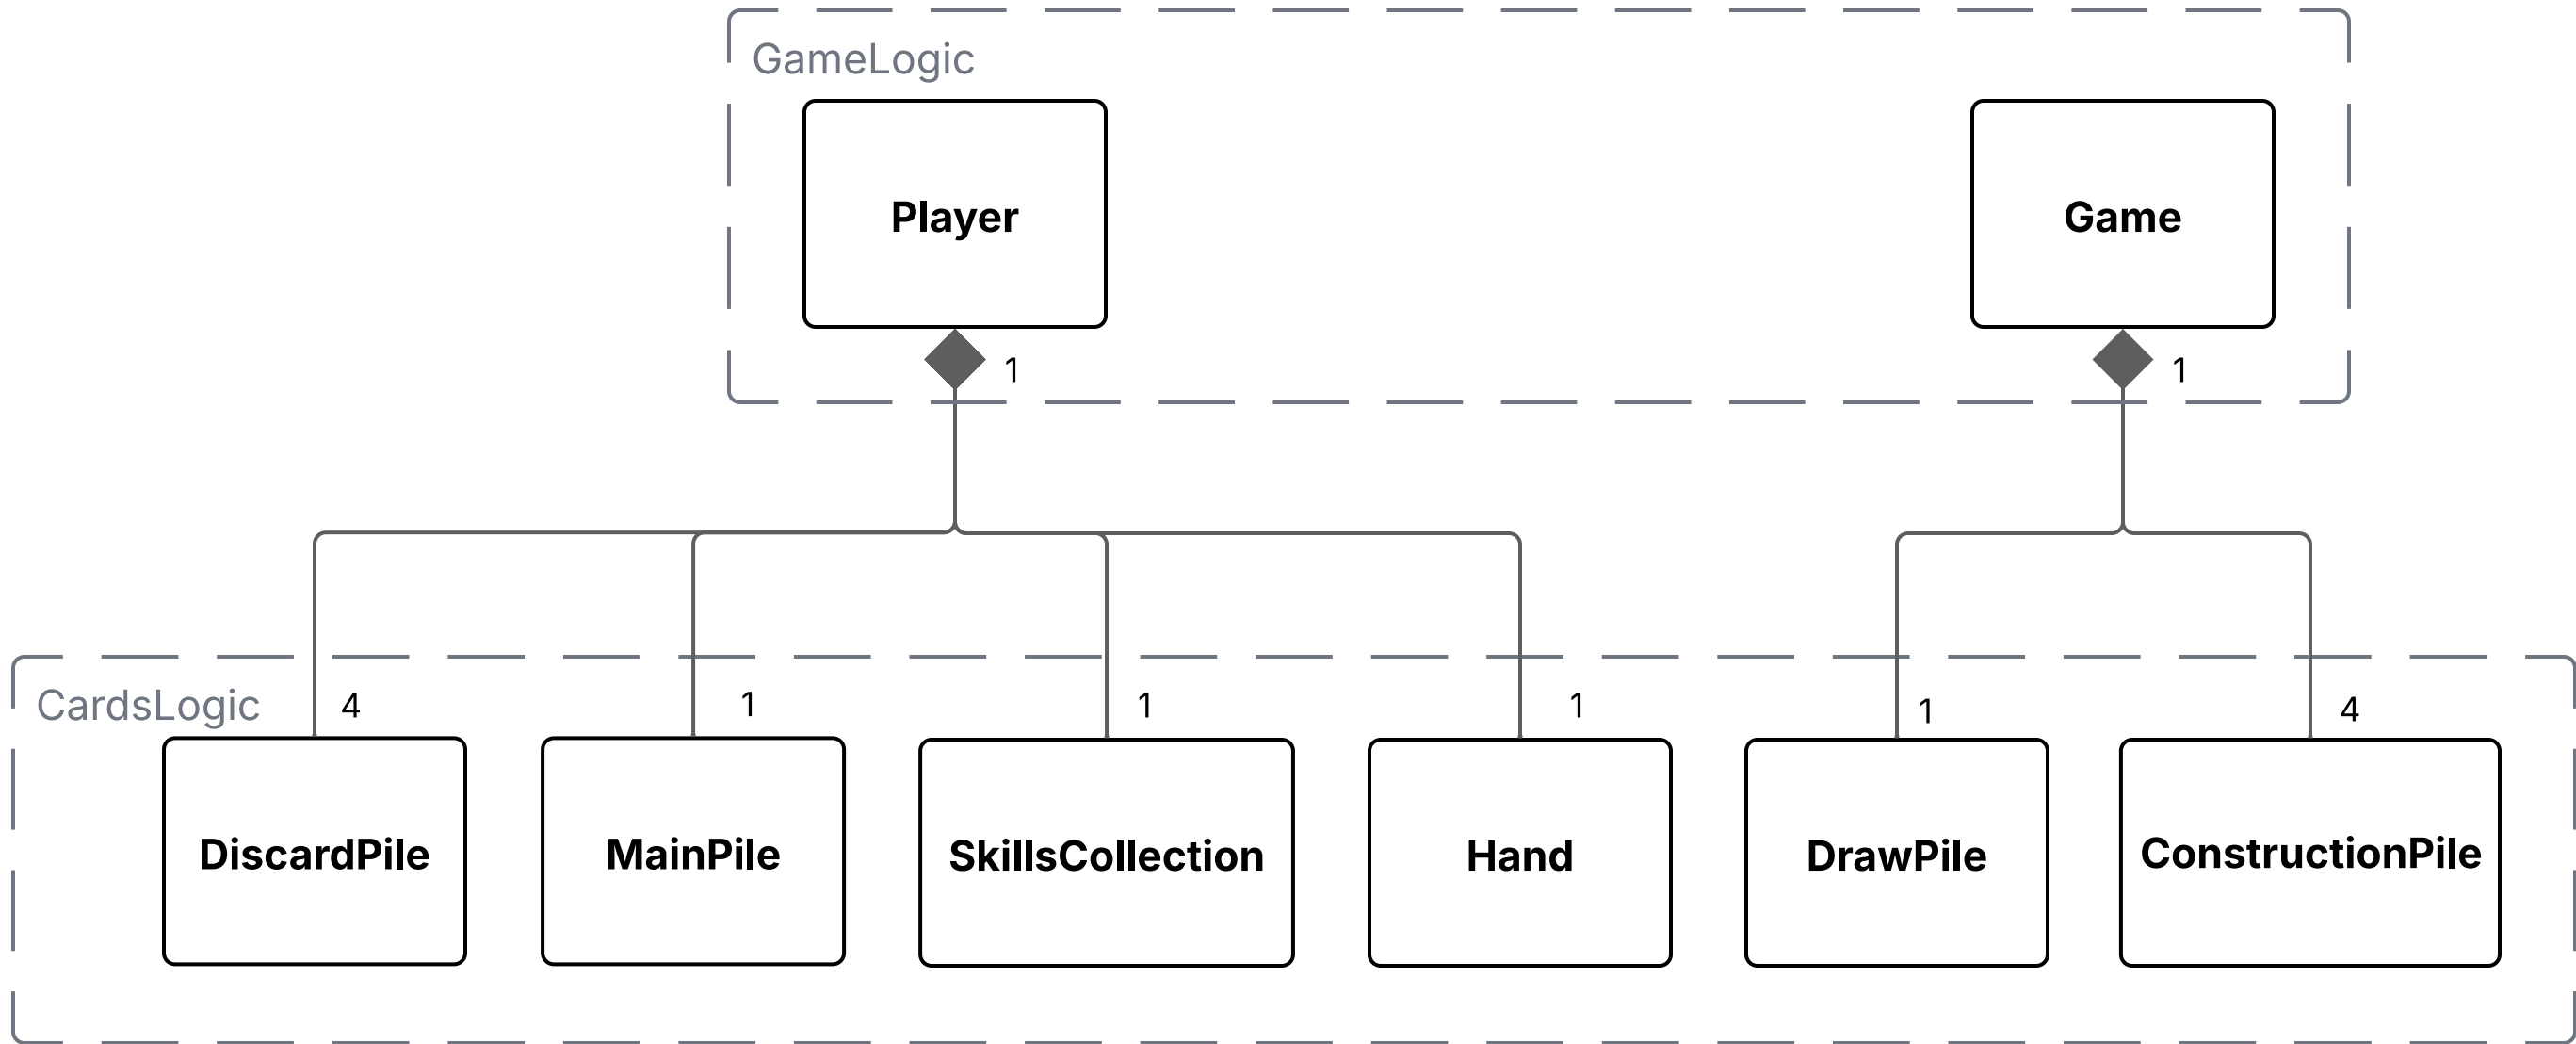 GameLogic
Player
Game
1
1
CardsLogic
4
1
1
1
1
4
DiscardPile
MainPile
SkillsCollection
Hand
DrawPile
ConstructionPile